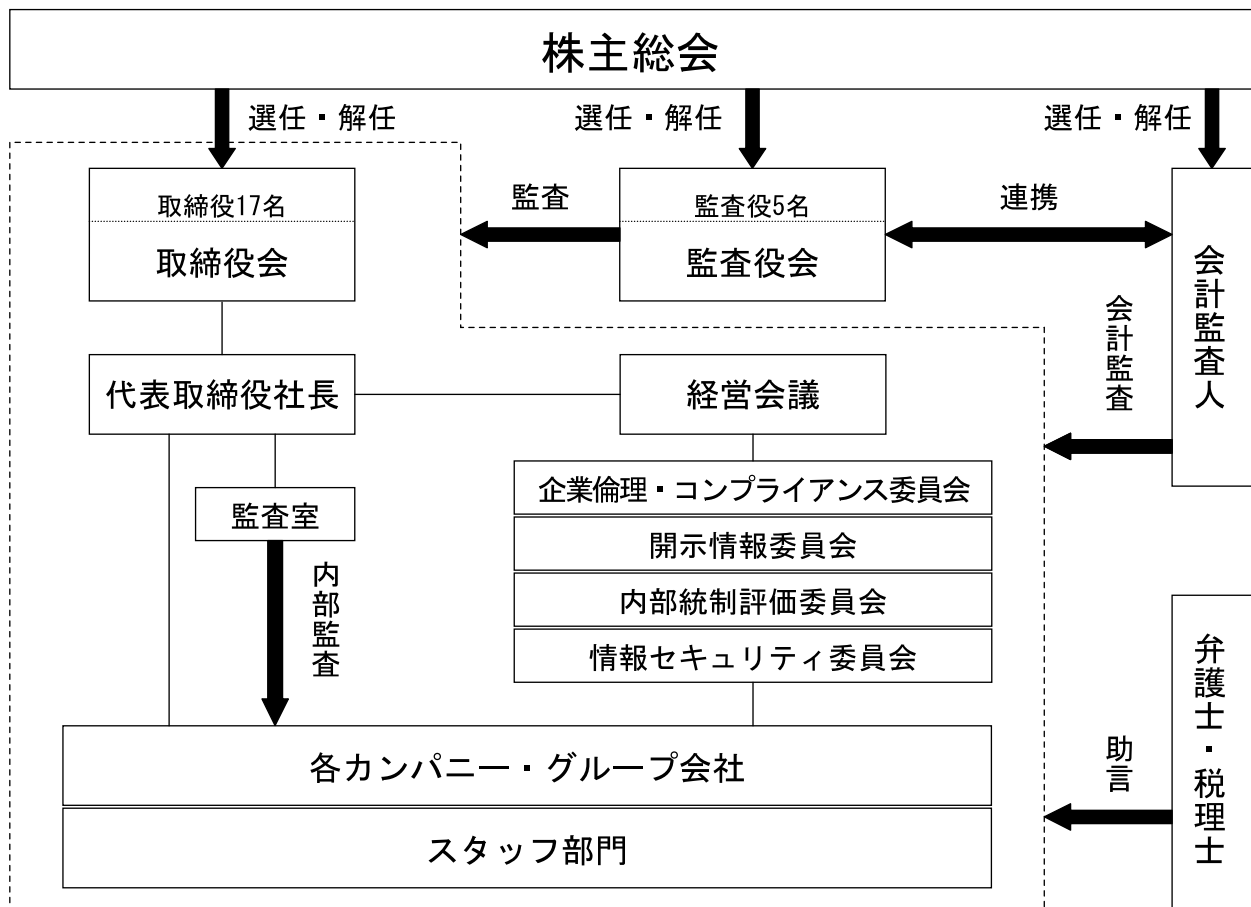 株主総会
選任・解任
選任・解任
選任・解任
取締役17名
取締役会
監査
監査役5名
監査役会
連携
会計監査人
会計監査
代表取締役社長
経営会議
監査室
内部監査
企業倫理・コンプライアンス委員会
開示情報委員会
内部統制評価委員会
情報セキュリティ委員会
各カンパニー・グループ会社
スタッフ部門
助言
弁護士・税理士